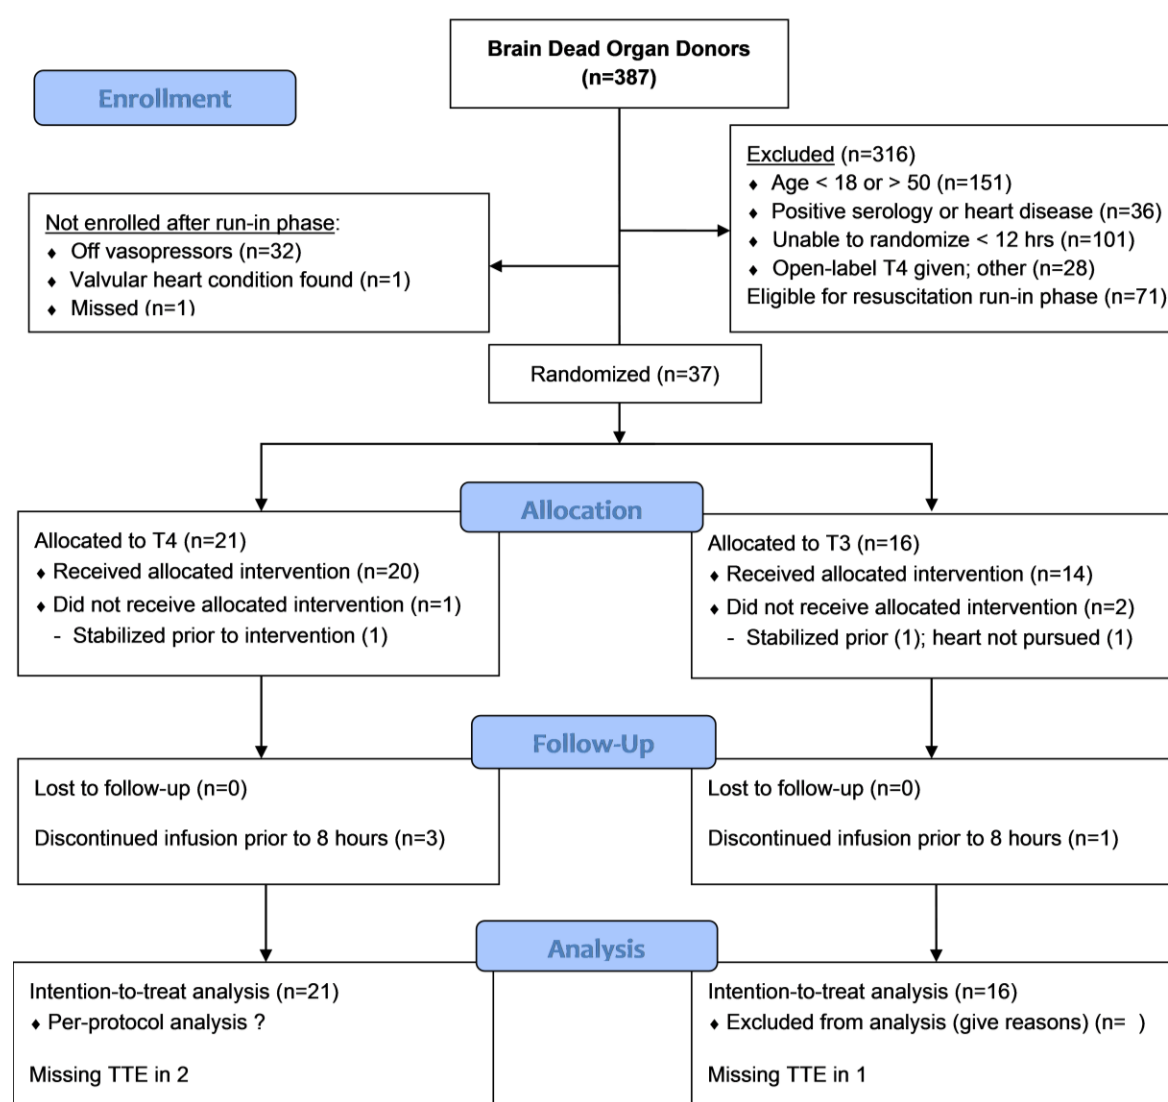 Brain Dead Organ Donors
(n=387)
Enrollment
Excluded (n=316)
♦ Age < 18 or > 50 (n=151)
♦ Positive serology or heart disease (n=36)
♦ Unable to randomize < 12 hrs (n=101)
♦ Open-label T4 given; other (n=28)
Eligible for resuscitation run-in phase (n=71)
Not enrolled after run-in phase:
♦ Off vasopressors (n=32)
♦ Valvular heart condition found (n=1)
♦ Missed (n=1)
Randomized (n=37)
Allocation
Allocated to T4 (n=21)
♦ Received allocated intervention (n=20)
♦ Did not receive allocated intervention (n=1)
- Stabilized prior to intervention (1)
Allocated to T3 (n=16)
♦ Received allocated intervention (n=14)
♦ Did not receive allocated intervention (n=2)
- Stabilized prior (1); heart not pursued (1)
Follow-Up
Lost to follow-up (n=0)
Discontinued infusion prior to 8 hours (n=3)
Lost to follow-up (n=0)
Discontinued infusion prior to 8 hours (n=1)
Analysis
Intention-to-treat analysis (n=21)
♦ Per-protocol analysis ?
Missing TTE in 2
Intention-to-treat analysis (n=16)
♦ Excluded from analysis (give reasons) (n= )
Missing TTE in 1